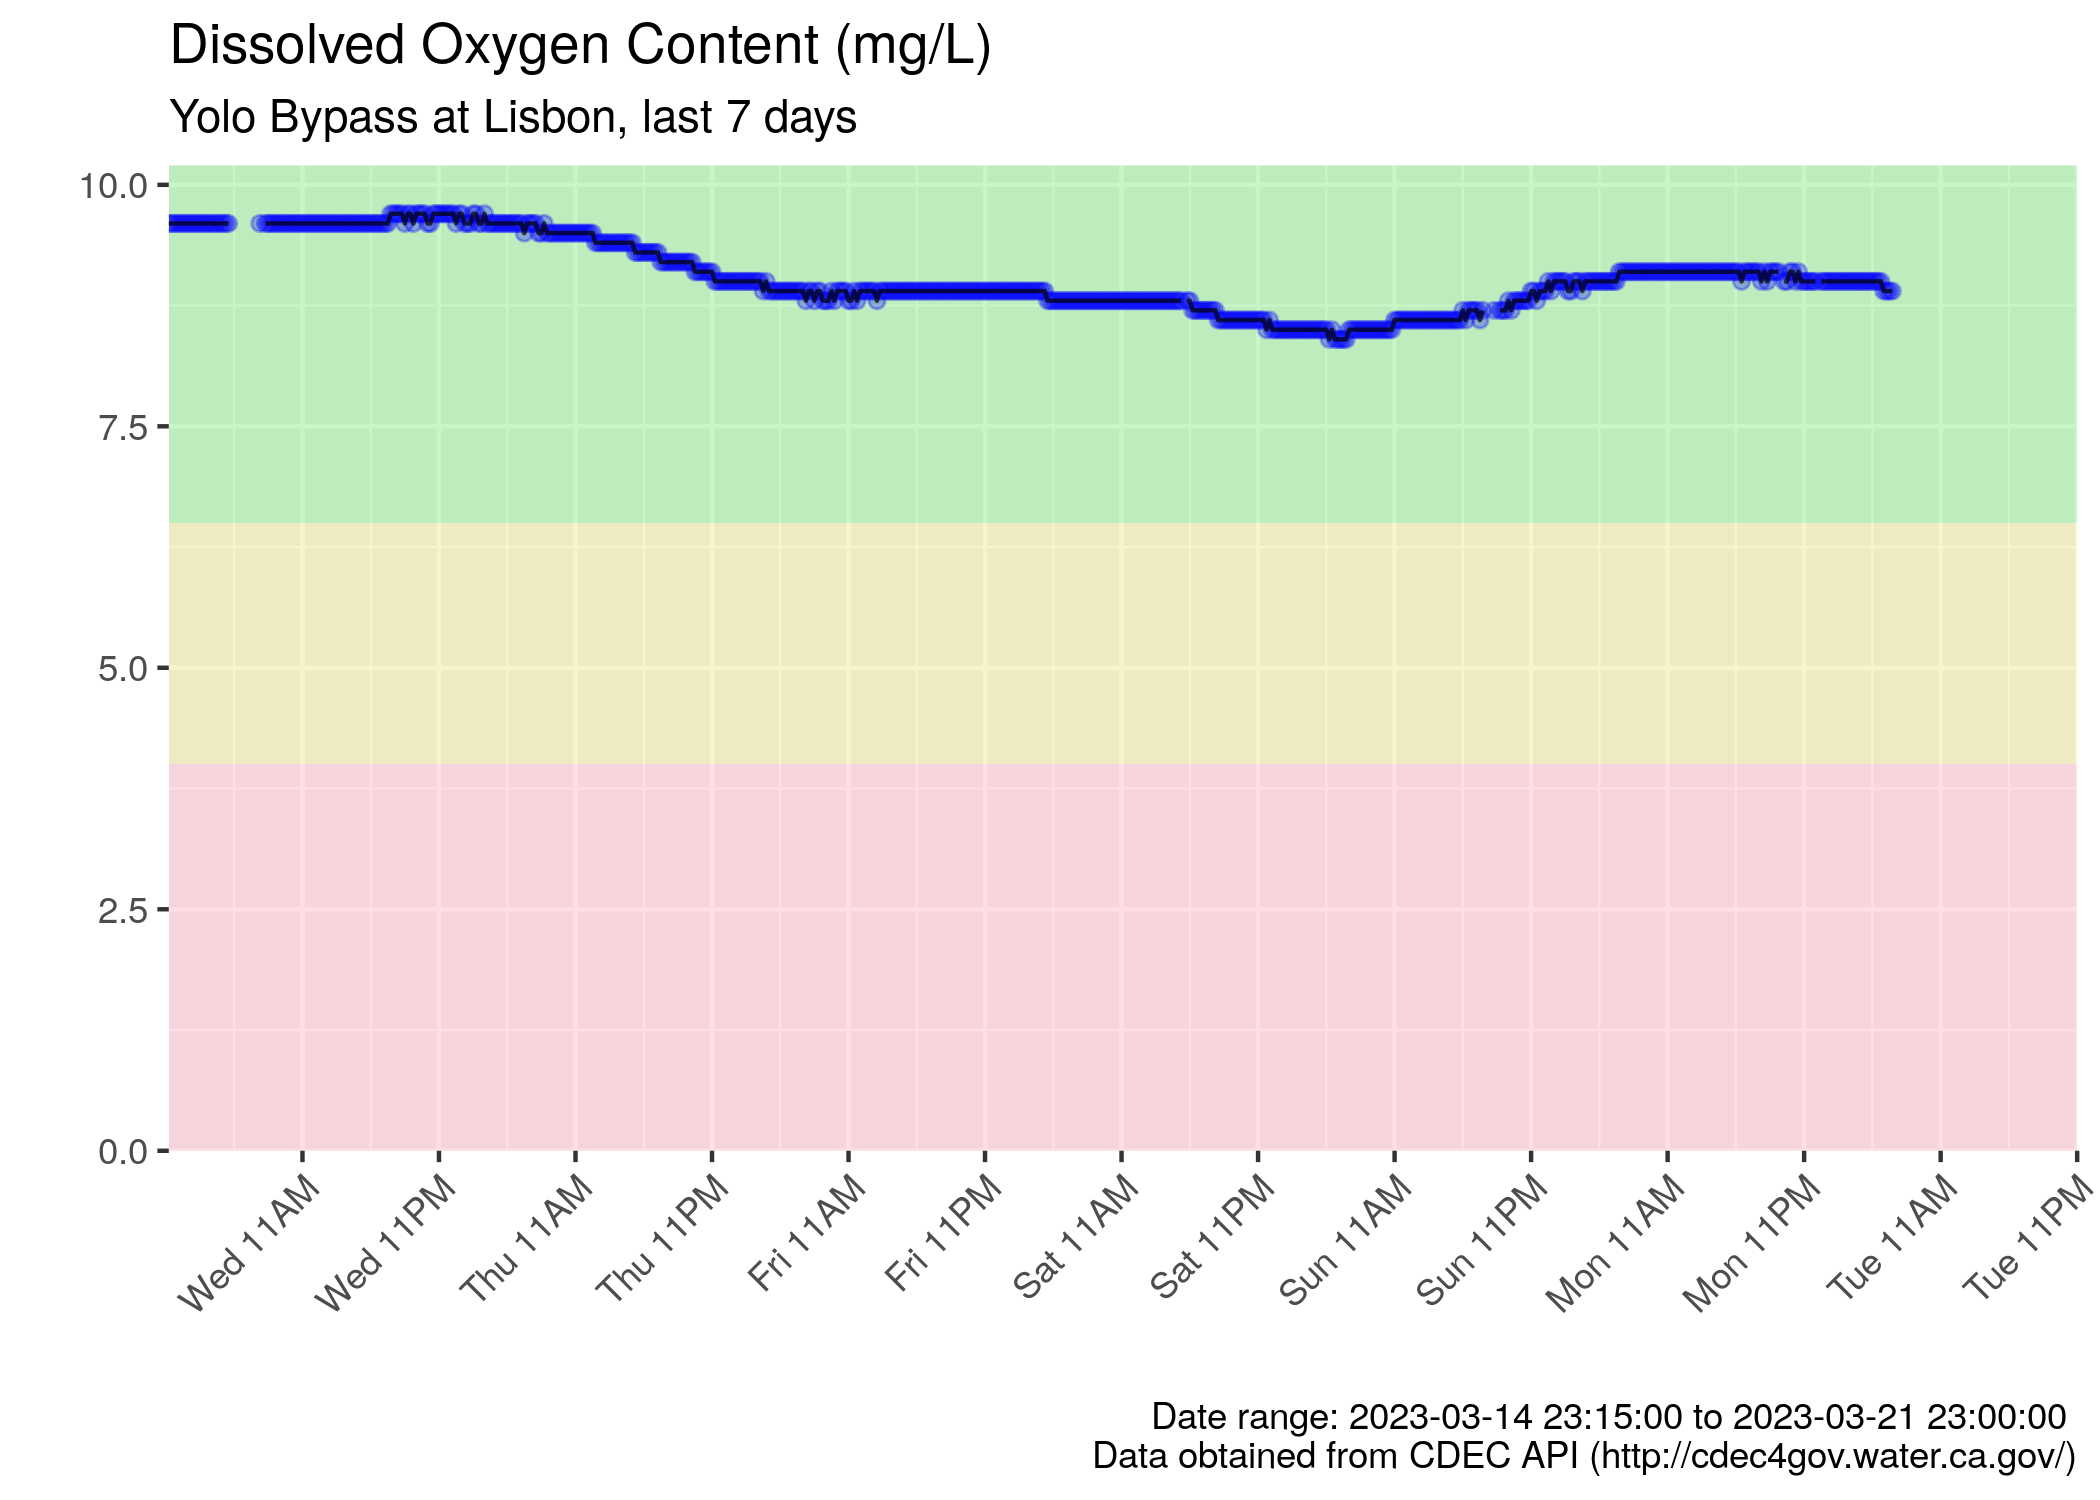 Dissolved Oxygen Content (mg/L)
Yolo Bypass at Lisbon, last 7 days
10.0
7.5
5.0
2.5
0.0
Wed 11AM
Wed 11PM
Thu 11AM
Thu 11PM
Fri 11AM
Fri 11PM
Sat 11AM
Sat 11PM
Sun 11AM
Sun 11PM
Mon 11AM
Mon 11PM
Tue 11AM
Tue 11PM
Date range: 2023-03-14 23:15:00 to 2023-03-21 23:00:00
Data obtained from CDEC API (http://cdec4gov.water.ca.gov/)